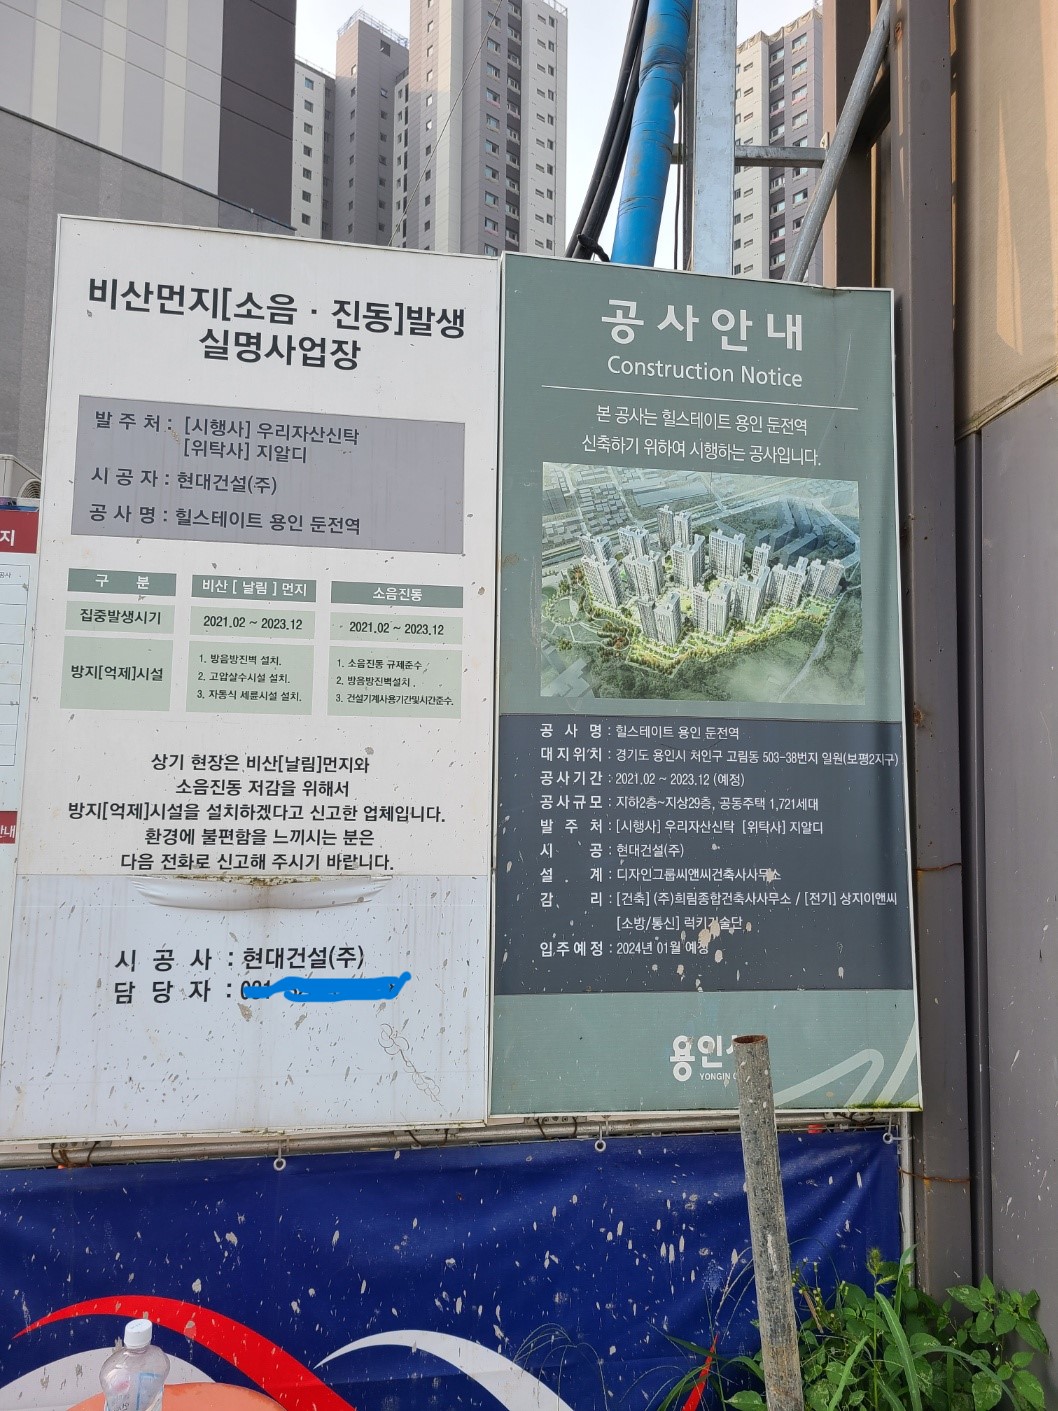 비산먼지[소음 · 진동]발생
실명사업장
발 주 처 : [시행사] 우리자산신탁
[위탁사] 지알디
시 공 자 : 현대건설(주)
공 사 명 : 힐스테이트 용인 둔전역
구 분 비산 [ 날림 ] 먼지 소음진동
집중발생시기 2021.02 ~ 2023.12 2021.02 ~ 2023.12
방지[억제]시설
1. 방음방진벽 설치.
2. 고압살수시설 설치.
3. 자동식 세륜시설 설치.
1. 소음진동 규제준수
2. 방음방진벽설치.
3. 건설기계사용기간및시간준수.
상기 현장은 비산[날림]먼지와
소음진동 저감을 위해서
방지[억제]시설을 설치하겠다고 신고한 업체입니다.
환경에 불편함을 느끼시는 분은
다음 전화로 신고해 주시기 바랍니다.
시 공 사 : 현대건설(주)
담 당 자 :
공사안내
Construction Notice
본 공사는 힐스테이트 용인 둔전역
신축하기 위하여 시행하는 공사입니다.
공 사 명 : 힐스테이트 용인 둔전역
대지위치 : 경기도 용인시 처인구 고림동 503-38번지 일원(보평2지구)
공사기간 : 2021.02 ~ 2023.12 (예정)
공사규모 : 지하2층~지상29층, 공동주택 1,721세대
발 주 처 : [시행사] 우리자산신탁 [위탁사] 지알디
시 공 : 현대건설(주)
설 계 : 디자인그룹씨앤씨건축사사무소
감 리 : [건축] (주)희림종합건축사사무소 / [전기] 상지이앤씨
[소방/통신] 럭키기술단
입주예정 : 2024년 01월 예정
용인
YONGIN
지
안내